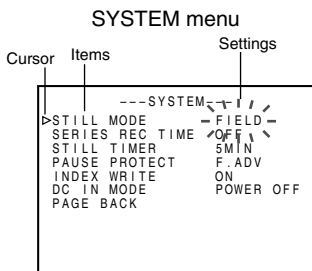 SYSTEM menu
Settings
Cursor Items
---SYSTEM---
STILL MODE FIELD
SERIES REC TIME OFF
STILL TIMER 5MIN
PAUSE PROTECT F.ADV
INDEX WRITE ON
DC IN MODE POWER OFF
PAGE BACK